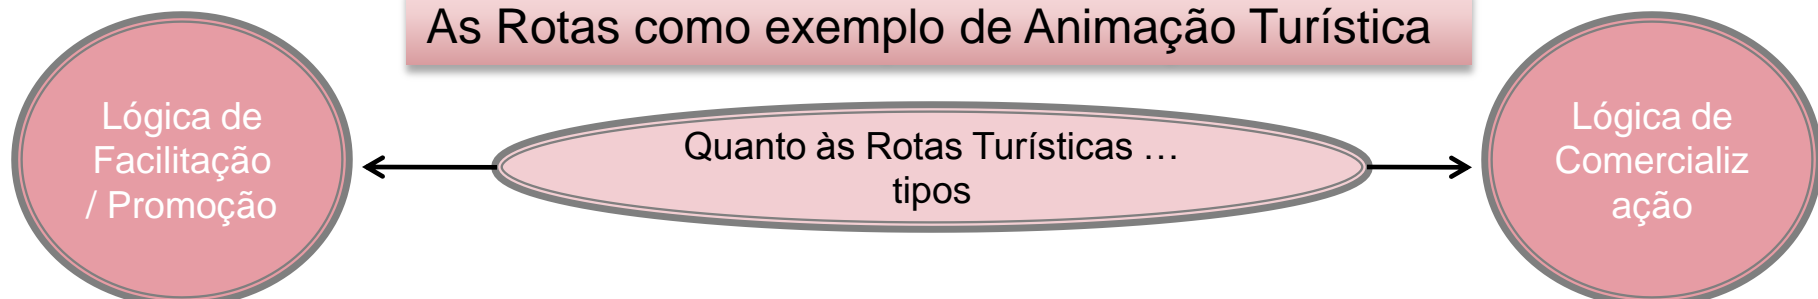 As Rotas como exemplo de Animação Turística
Lógica de
Facilitação
/ Promoção
Quanto às Rotas Turísticas …
tipos
Lógica de
Comercializ
ação